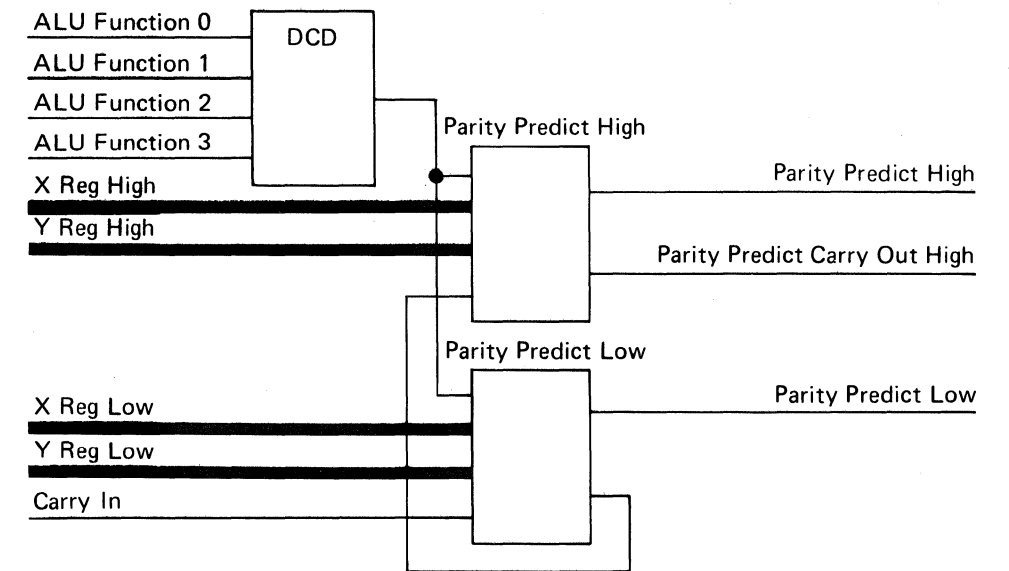 ALU Function 0
DCD
ALU Function 1
ALU Function 2
ALU Function 3
Parity Predict High
X Reg High
Y Reg High
Parity Predict High
Parity Predict Carry Out High
Parity Predict Low
X Reg Low
Y Reg Low
Carry In
Parity Predict Low